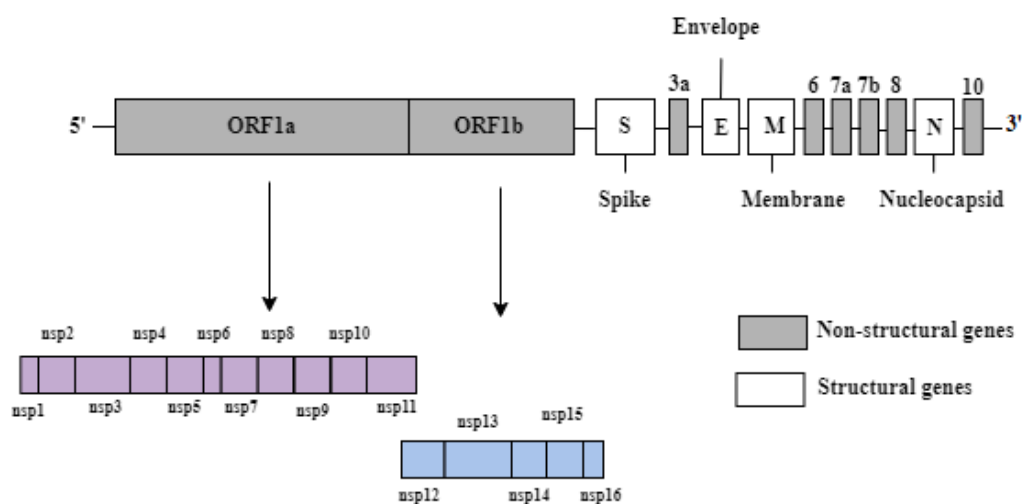 Envelope
3a
6 7a 7b 8
10
5'
ORF1a
ORF1b
S
E
M
N
3'
Spike
Membrane
Nucleocapsid
nsp2
nsp4
nsp6
nsp8
nsp10
nsp1
nsp3
nsp5
nsp7
nsp9
nsp11
nsp13
nsp15
nsp12
nsp14
nsp16
Non-structural genes
Structural genes